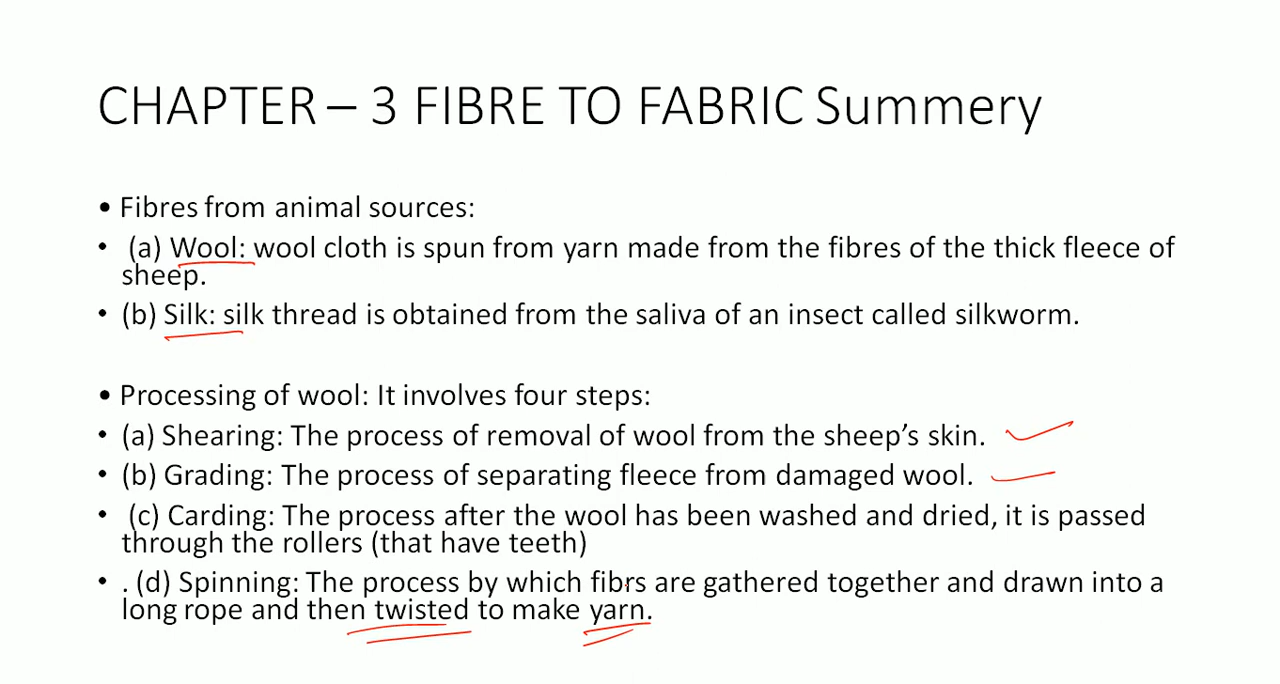 CHAPTER – 3 FIBRE TO FABRIC Summery
• Fibres from animal sources:
• (a) Wool: wool cloth is spun from yarn made from the fibres of the thick fleece of
sheep.
• (b) Silk: silk thread is obtained from the saliva of an insect called silkworm.
• Processing of wool: It involves four steps:
• (a) Shearing: The process of removal of wool from the sheep’s skin.
• (b) Grading: The process of separating fleece from damaged wool.
• (c) Carding: The process after the wool has been washed and dried, it is passed
through the rollers (that have teeth)
• . (d) Spinning: The process by which fibrs are gathered together and drawn into a
long rope and then twisted to make yarn.